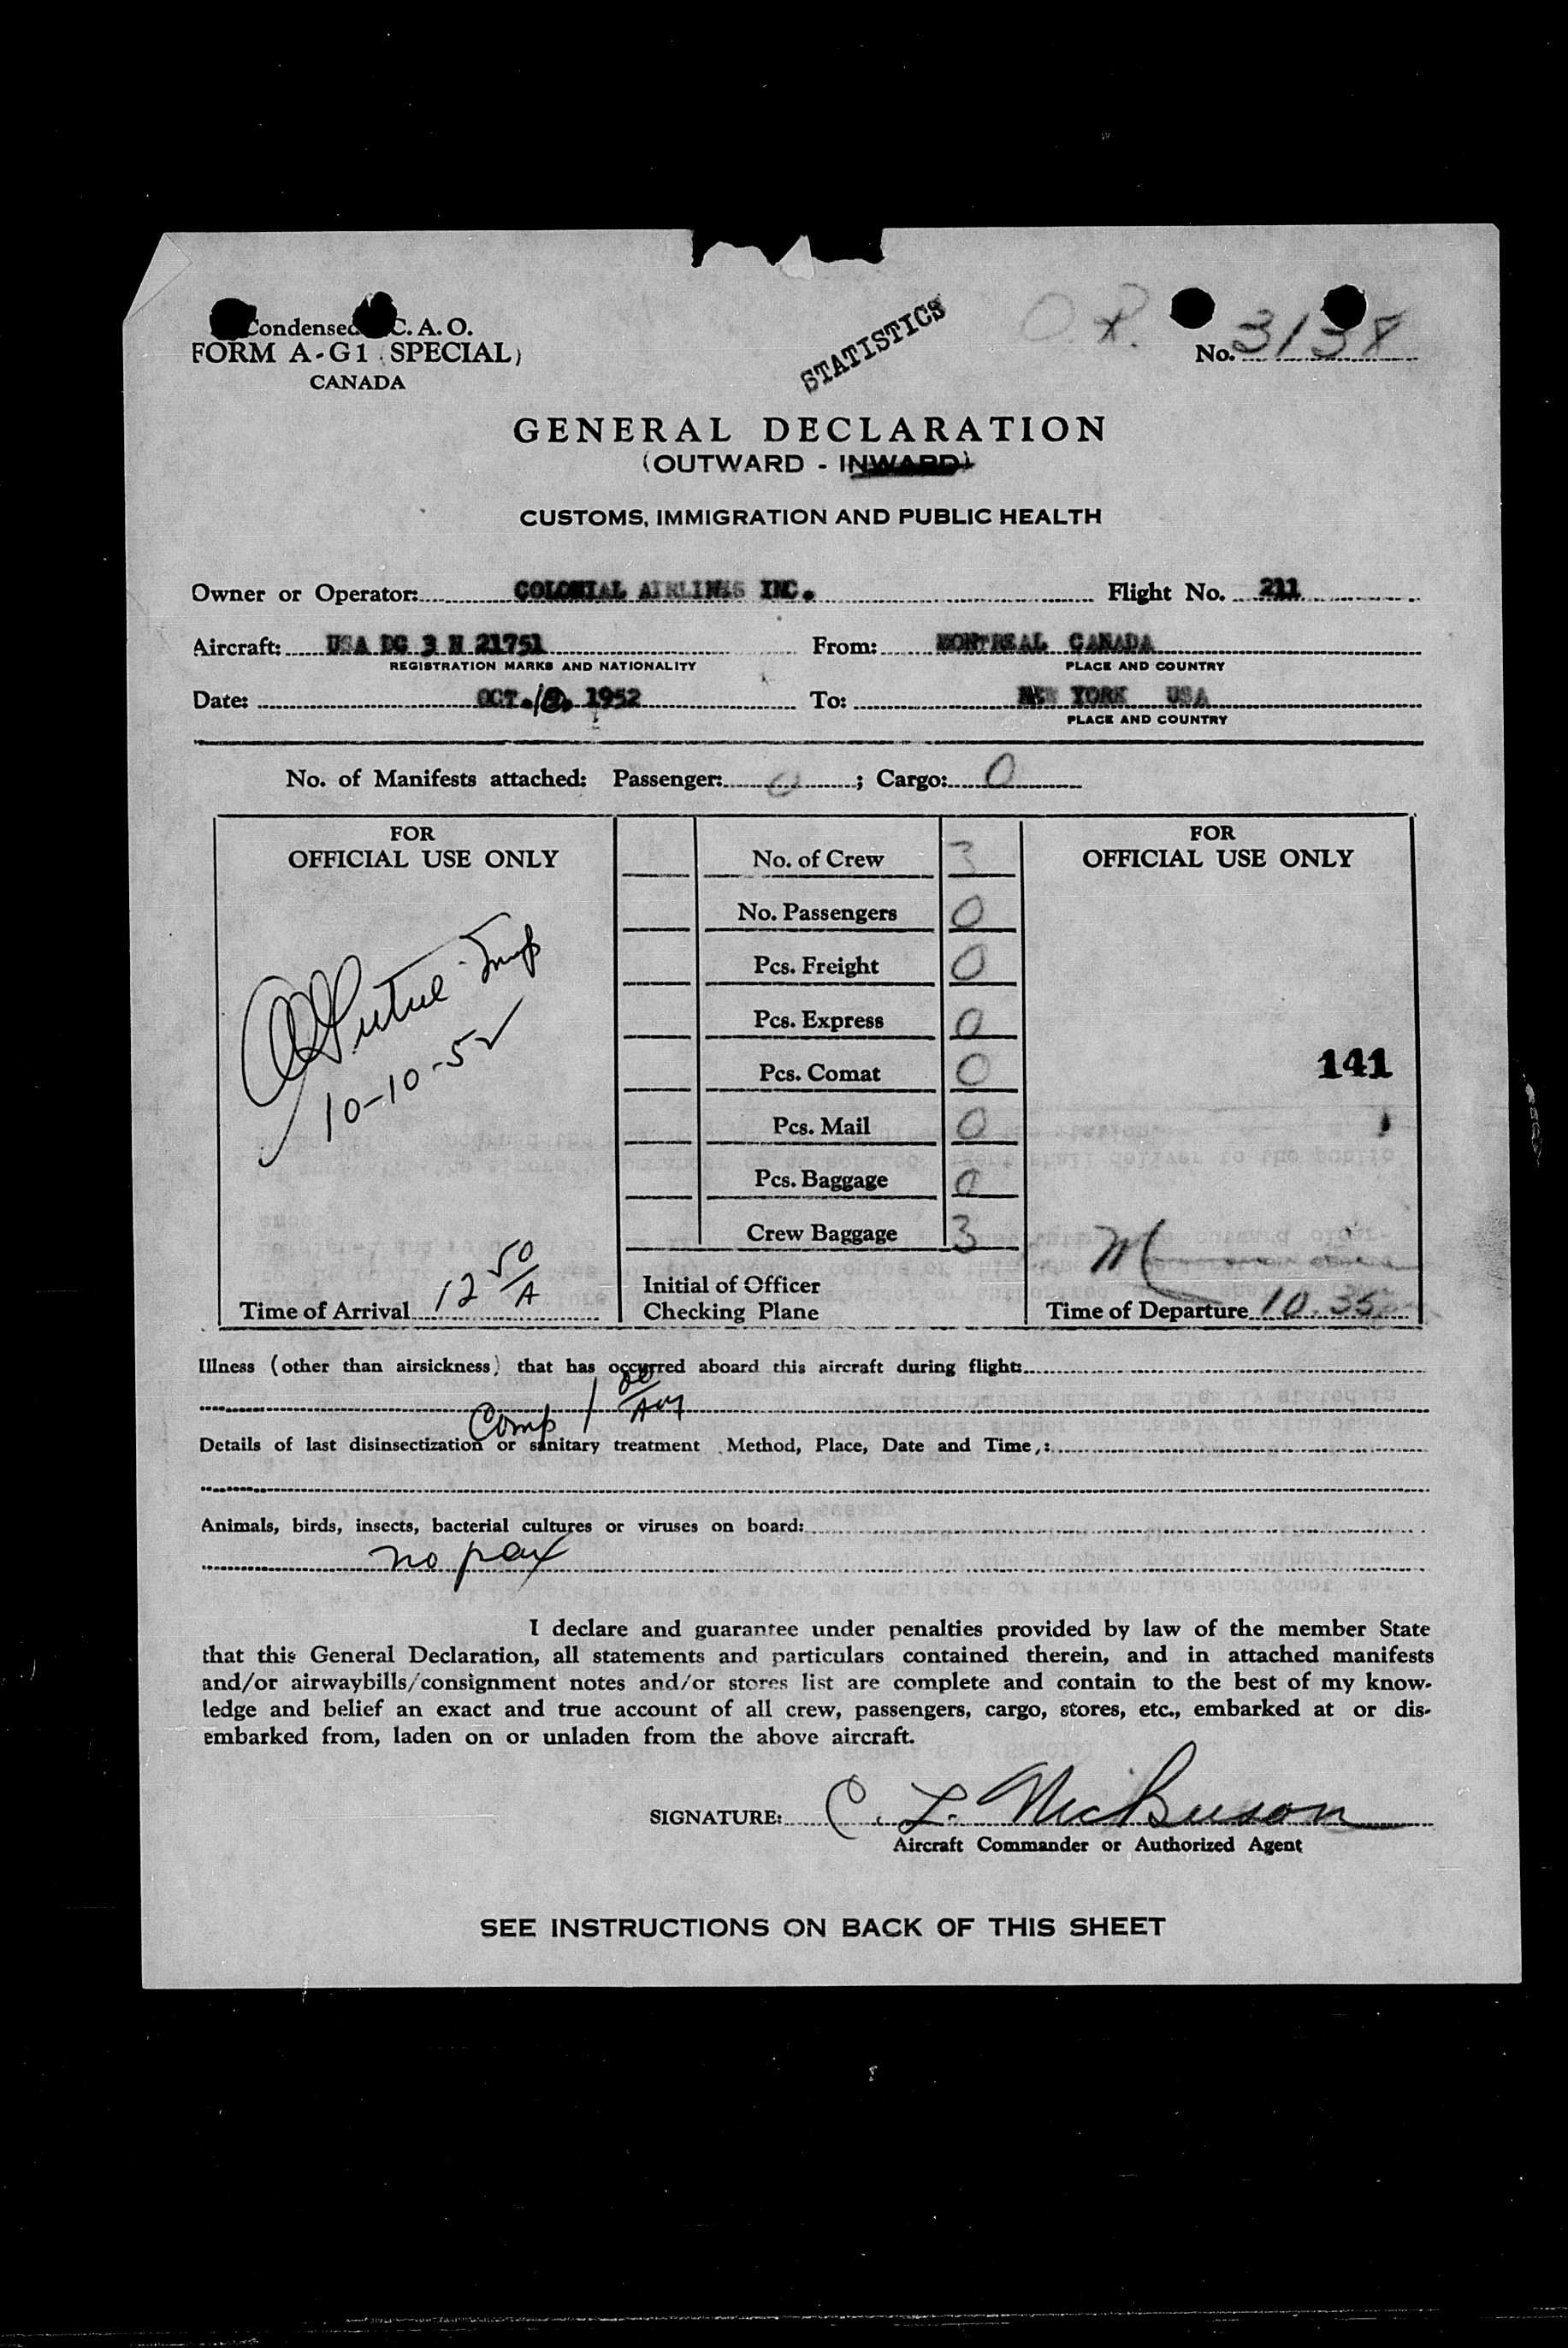 Condensed C. A. O.
FORM A-G1 SPECIAL)
CANADA
STATISTICS
No. 3138
GENERAL DECLARATION
(OUTWARD - INWARD)
CUSTOMS, IMMIGRATION AND PUBLIC HEALTH
Owner or Operator: COLONIAL AIRLINES INC. Flight No. 211
Aircraft: USA DC 3 N 21751 From: MONTREAL CANADA
REGISTRATION MARKS AND NATIONALITY PLACE AND COUNTRY
Date: OCT. 1952 To: NEW YORK USA
PLACE AND COUNTRY
No. of Manifests attached: Passenger: 0; Cargo: 0
FOR
OFFICIAL USE ONLY
10-10-52
Time of Arrival 12 50/A
No. of Crew 3
No. Passengers 0
Pcs. Freight 0
Pcs. Express 0
Pcs. Comat 0
Pcs. Mail 0
Pcs. Baggage 0
Crew Baggage 3
Initial of Officer
Checking Plane
FOR
OFFICIAL USE ONLY
141
Time of Departure 10.35
Illness (other than airsickness) that has occurred aboard this aircraft during flight:
Comp 1 00/AM
Details of last disinsectization or sanitary treatment Method, Place, Date and Time,:
Animals, birds, insects, bacterial cultures or viruses on board:
no pax
I declare and guarantee under penalties provided by law of the member State
that this General Declaration, all statements and particulars contained therein, and in attached manifests
and/or airwaybills/consignment notes and/or stores list are complete and contain to the best of my know-
ledge and belief an exact and true account of all crew, passengers, cargo, stores, etc., embarked at or dis-
embarked from, laden on or unladen from the above aircraft.
SIGNATURE: C. L.
Aircraft Commander or Authorized Agent
SEE INSTRUCTIONS ON BACK OF THIS SHEET